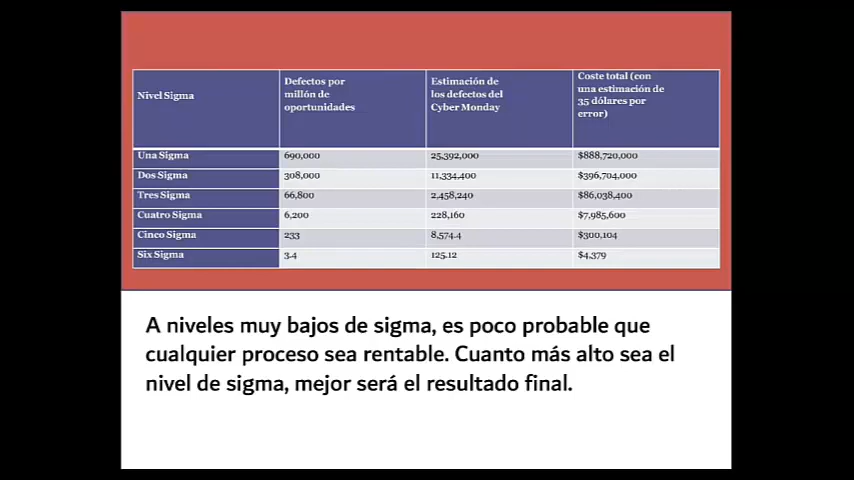 Nivel Sigma | Defectos por millón de oportunidades | Estimación de los defectos del Cyber Monday | Coste total (con una estimación de 35 dólares por error)
Una Sigma | 690,000 | 25,392,000 | $888,720,000
Dos Sigma | 308,000 | 11,334,400 | $396,704,000
Tres Sigma | 66,800 | 2,458,240 | $86,038,400
Cuatro Sigma | 6,200 | 228,160 | $7,985,600
Cinco Sigma | 233 | 8,574.4 | $300,104
Six Sigma | 3.4 | 125.12 | $4,379
A niveles muy bajos de sigma, es poco probable que
cualquier proceso sea rentable. Cuanto más alto sea el
nivel de sigma, mejor será el resultado final.